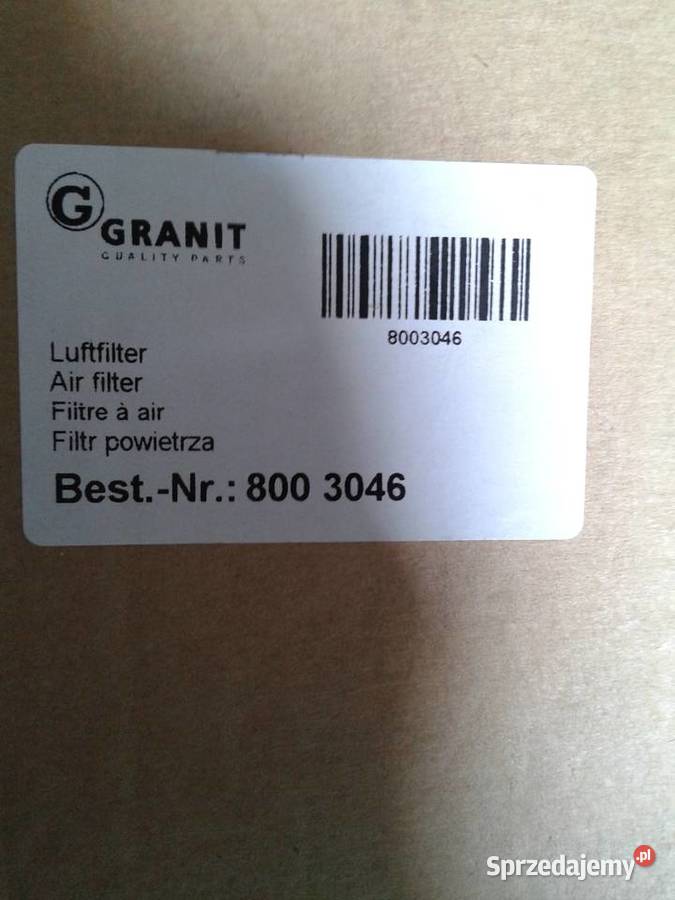 G
GRANIT
QUALITY PARTS
8003046
Luftfilter
Air filter
Filtre à air
Filtr powietrza
Best.-Nr.: 800 3046
Sprzedajemy.pl